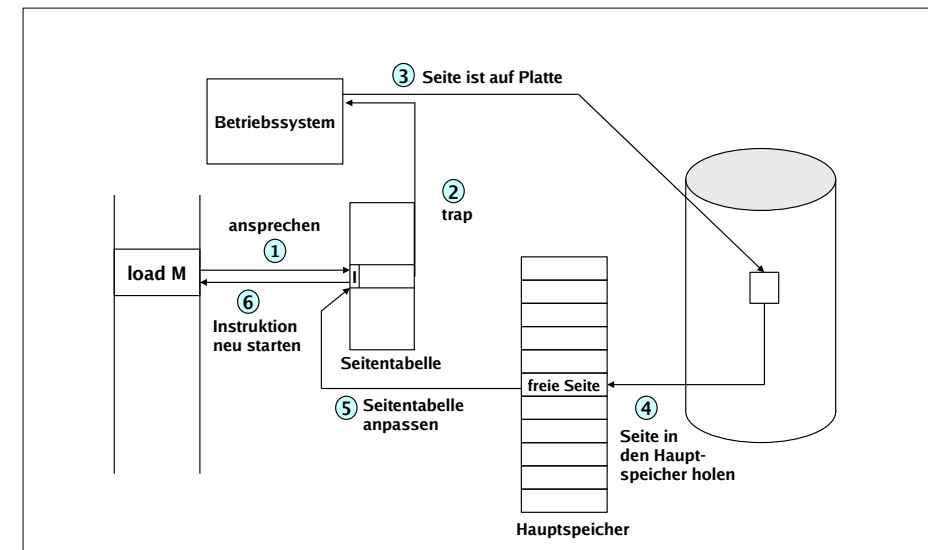 3 Seite ist auf Platte
Betriebssystem
2
trap
ansprechen
1
load M
I
6
Instruktion
neu starten
Seitentabelle
freie Seite
5 Seitentabelle
anpassen
4
Seite in
den Haupt-
speicher holen
Hauptspeicher